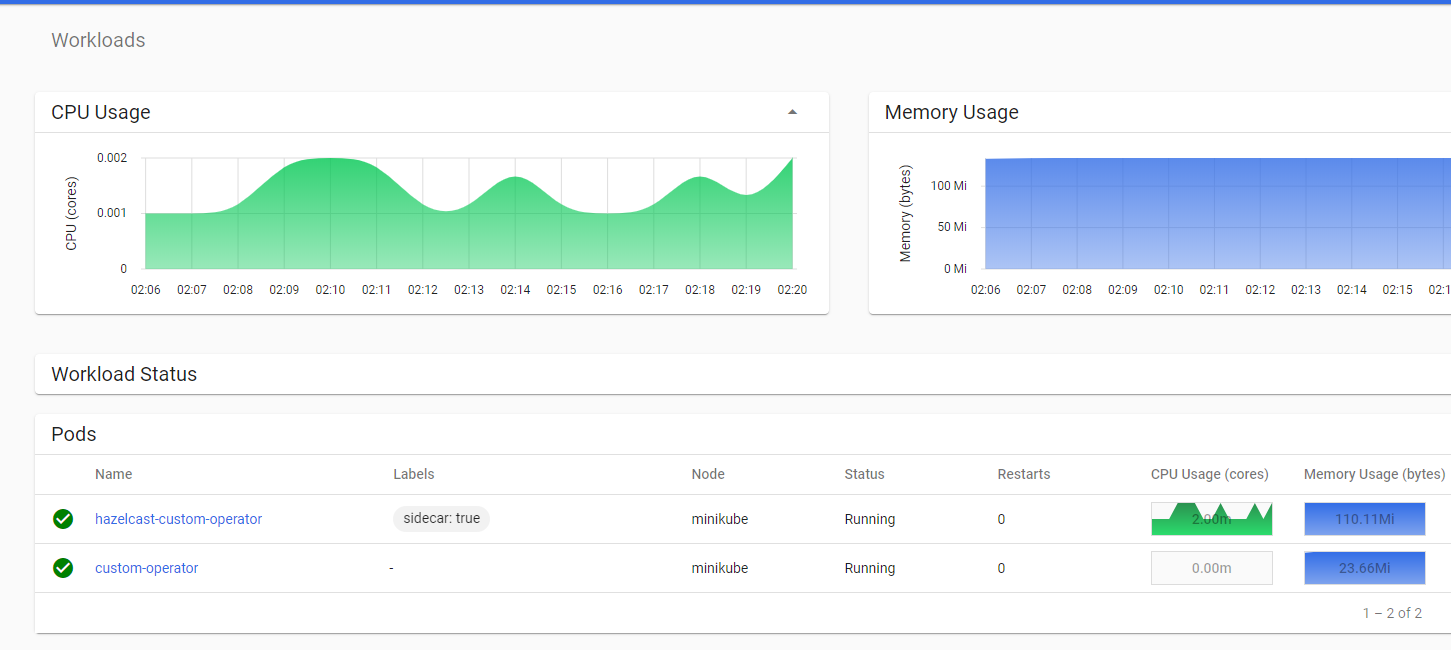 Workloads
CPU Usage
CPU (cores)
0.002
0.001
0
02:06 02:07 02:08 02:09 02:10 02:11 02:12 02:13 02:14 02:15 02:16 02:17 02:18 02:19 02:20
Memory Usage
Memory (bytes)
100 Mi
50 Mi
0 Mi
02:06 02:07 02:08 02:09 02:10 02:11 02:12 02:13 02:14 02:15 02:1
Workload Status
Pods
Name Labels Node Status Restarts CPU Usage (cores) Memory Usage (bytes)
hazelcast-custom-operator sidecar: true minikube Running 0 2.00m 110.11Mi
custom-operator - minikube Running 0 0.00m 23.66Mi
1 – 2 of 2